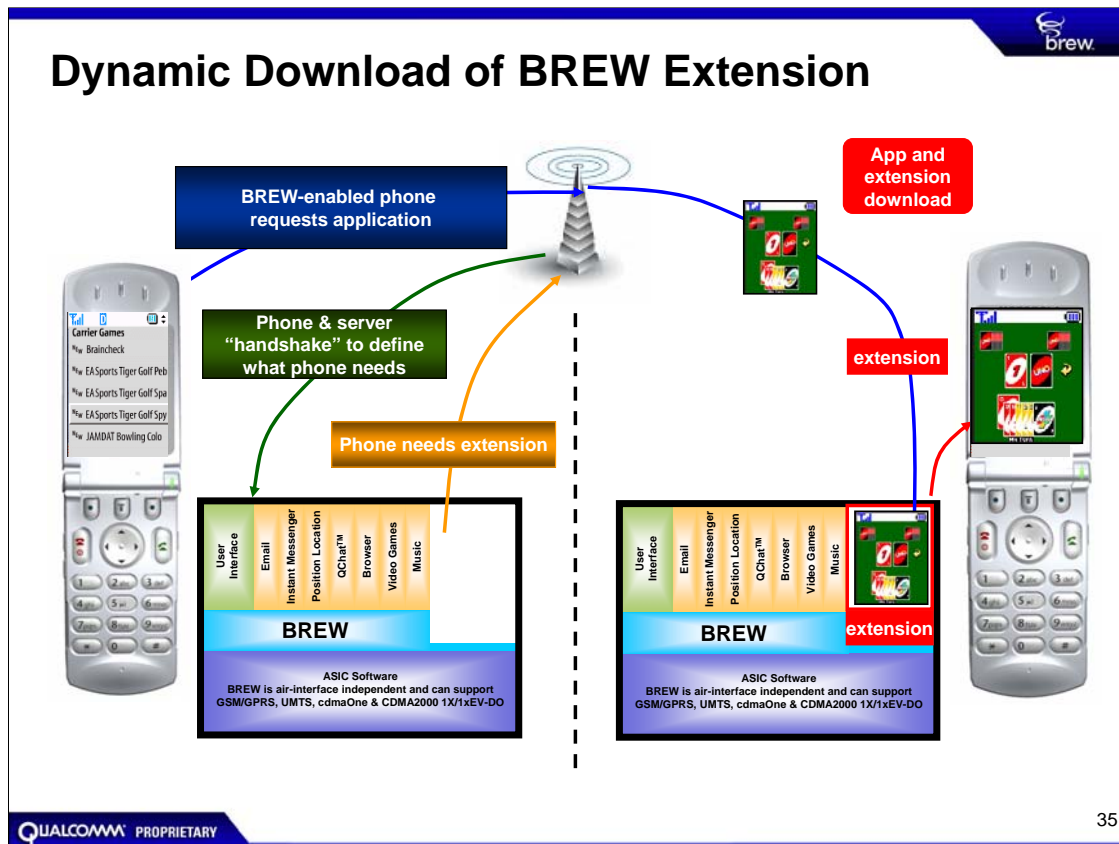 brew.
Dynamic Download of BREW Extension
BREW-enabled phone
requests application
App and
extension
download
Phone & server
“handshake” to define
what phone needs
Phone needs extension
extension
Carrier Games
New Braincheck
New EA Sports Tiger Golf Peb
New EA Sports Tiger Golf Spa
New EA Sports Tiger Golf Spy
New JAMDAT Bowling Colo
User
Interface
Email
Instant Messenger
Position Location
QChat™
Browser
Video Games
Music
BREW
ASIC Software
BREW is air-interface independent and can support
GSM/GPRS, UMTS, cdmaOne & CDMA2000 1X/1xEV-DO
User
Interface
Email
Instant Messenger
Position Location
QChat™
Browser
Video Games
Music
BREW
extension
ASIC Software
BREW is air-interface independent and can support
GSM/GPRS, UMTS, cdmaOne & CDMA2000 1X/1xEV-DO
QUALCOMM PROPRIETARY
35